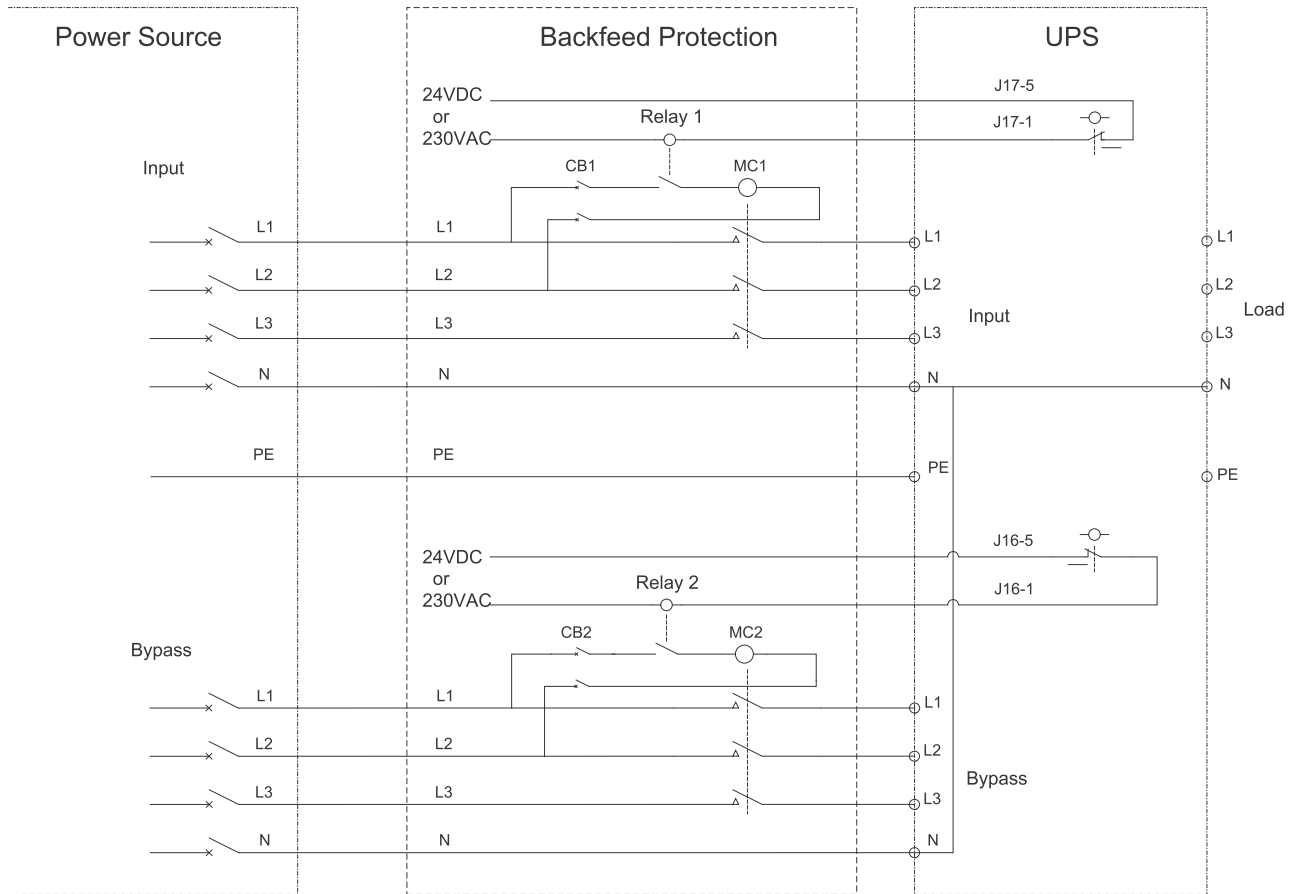 Power Source
Backfeed Protection
UPS
24VDC
or
230VAC
J17-5
J17-1
Relay 1
Input
CB1
MC1
L1
L1
L1
L1
L2
L2
L2
L2
Load
L3
L3
Input
L3
L3
N
N
N
N
PE
PE
PE
PE
24VDC
or
230VAC
J16-5
J16-1
Relay 2
Bypass
CB2
MC2
L1
L1
L1
L2
L2
L2
Bypass
L3
L3
L3
N
N
N